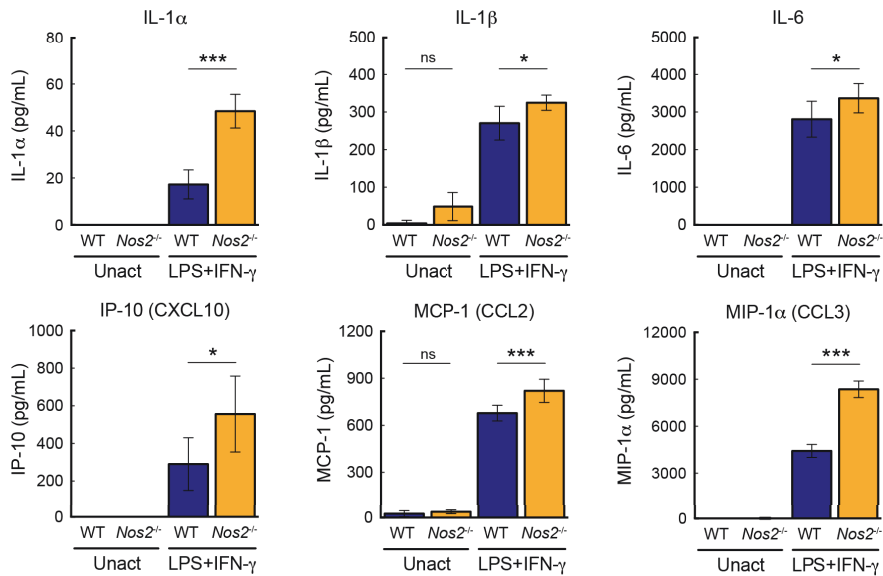 IL-1α
IL-1α (pg/mL)
80
60
40
20
0
***
WT Nos2-/- WT Nos2-/-
Unact LPS+IFN-γ
IL-1β
IL-1β (pg/mL)
500
400
300
200
100
0
ns *
WT Nos2-/- WT Nos2-/-
Unact LPS+IFN-γ
IL-6
IL-6 (pg/mL)
5000
4000
3000
2000
1000
0
*
WT Nos2-/- WT Nos2-/-
Unact LPS+IFN-γ
IP-10 (CXCL10)
IP-10 (pg/mL)
1000
800
600
400
200
0
*
WT Nos2-/- WT Nos2-/-
Unact LPS+IFN-γ
MCP-1 (CCL2)
MCP-1 (pg/mL)
1200
900
600
300
0
ns ***
WT Nos2-/- WT Nos2-/-
Unact LPS+IFN-γ
MIP-1α (CCL3)
MIP-1α (pg/mL)
12000
9000
6000
3000
0
***
WT Nos2-/- WT Nos2-/-
Unact LPS+IFN-γ